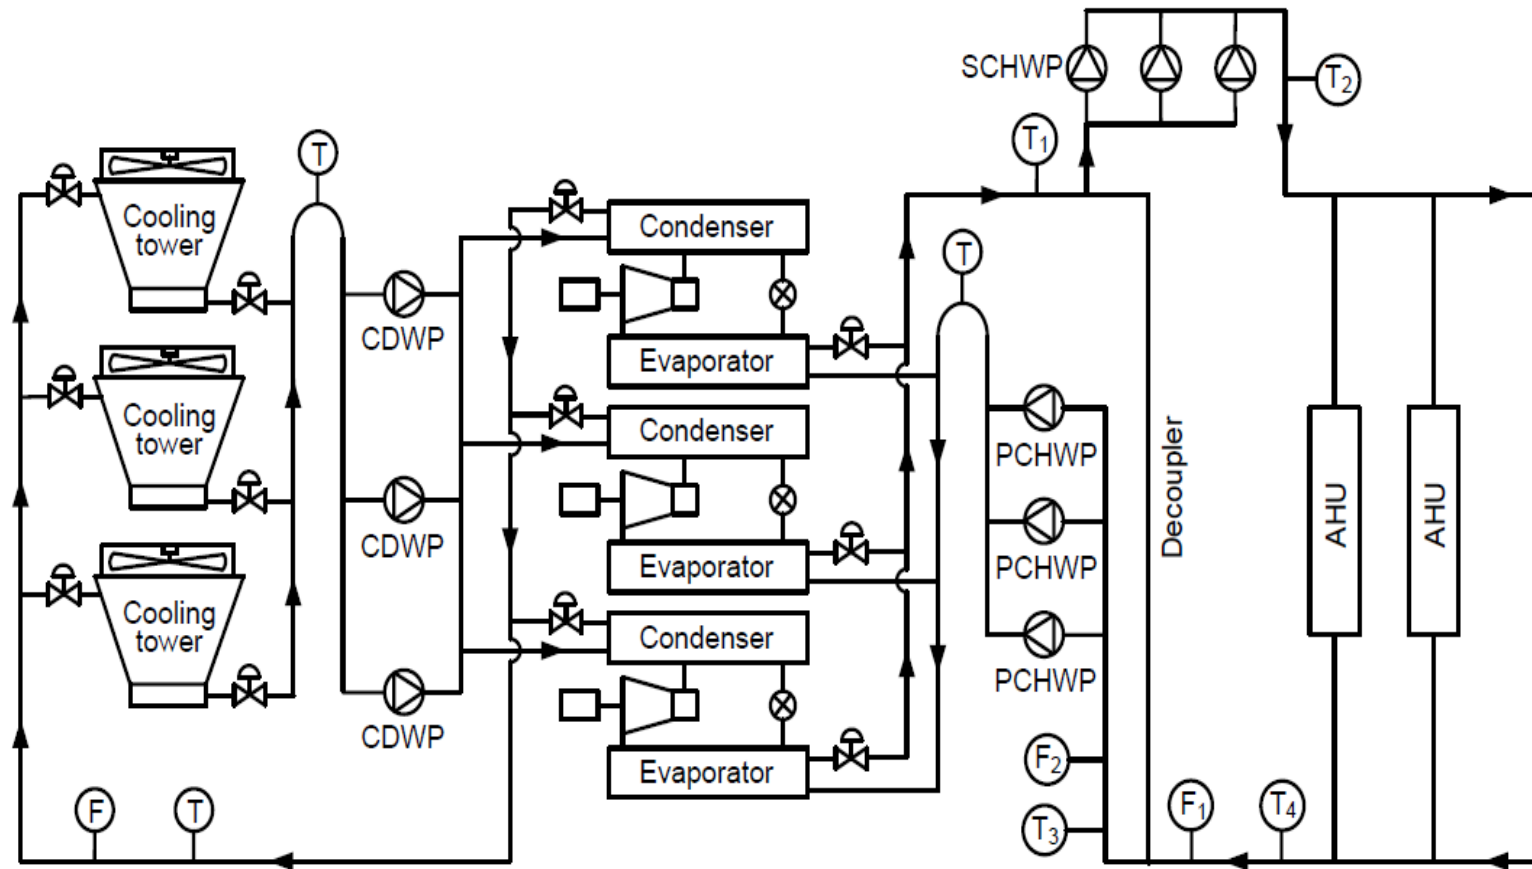 SCHWP
T2
T1
T
Cooling
tower
Condenser
T
CDWP
Evaporator
Cooling
tower
Condenser
PCHWP
Decoupler
AHU
AHU
CDWP
Evaporator
PCHWP
Cooling
tower
Condenser
PCHWP
CDWP
Evaporator
F2
F
T
T3
F1
T4